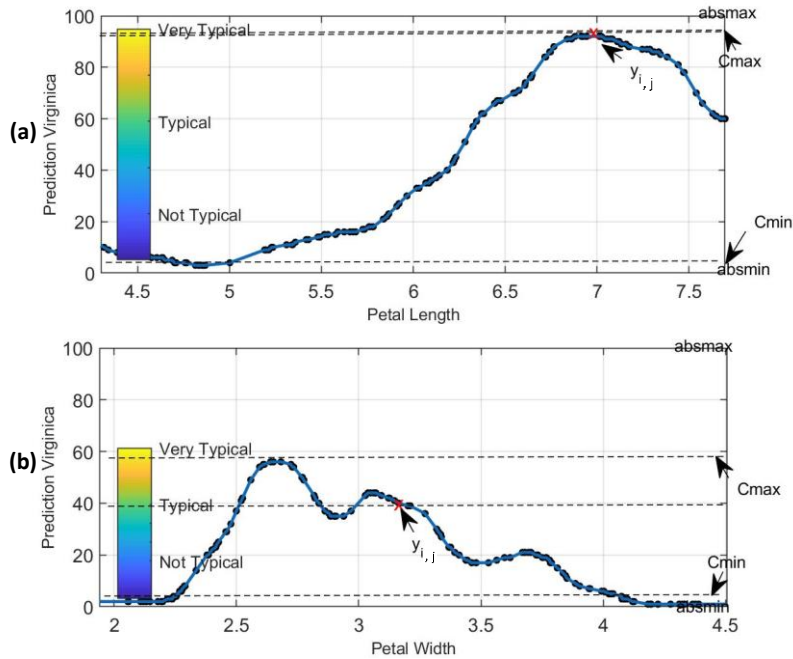 absmax
100
Very Typical
80
Cmax
y i, j
(a)
Prediction Virginica
60
Typical
40
Not Typical
20
Cmin
0
absmin
4.5 5 5.5 6 6.5 7 7.5
Petal Length
100
absmax
80
(b)
Prediction Virginica
60
Very Typical
Cmax
40
Typical
y i, j
20
Not Typical
Cmin
0
absmin
2 2.5 3 3.5 4 4.5
Petal Width